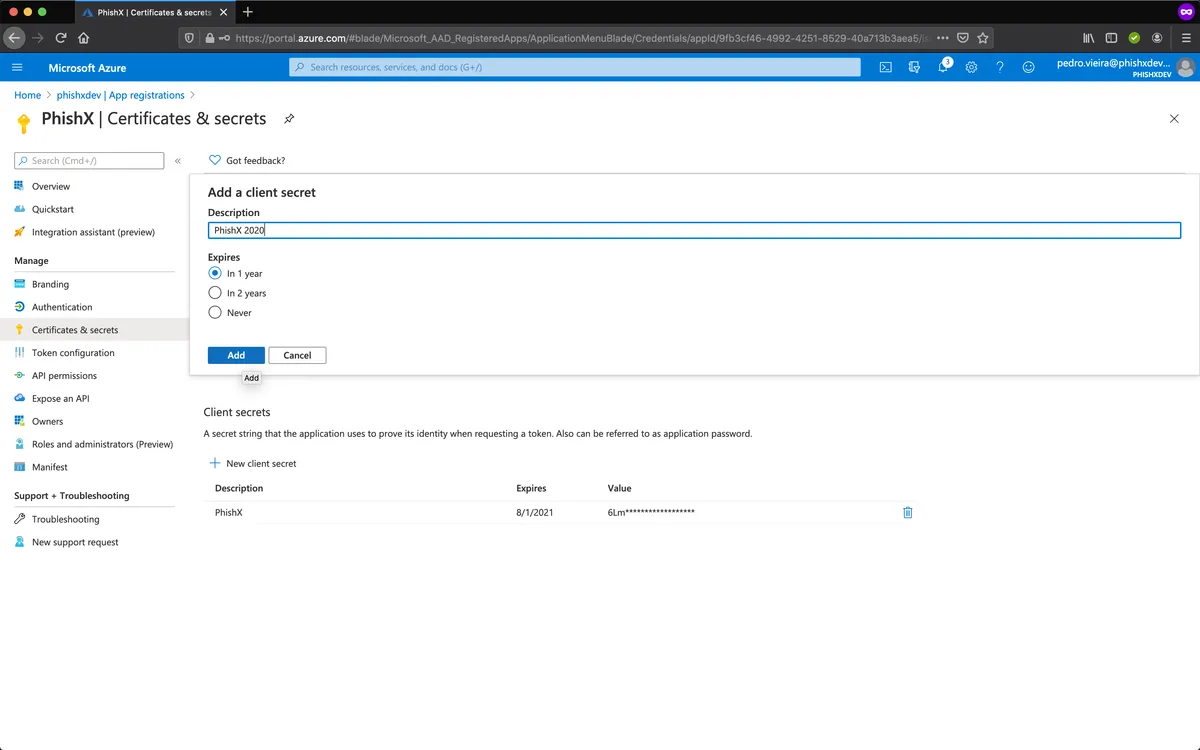 PhishX | Certificates & secrets
https://portal.azure.com/#blade/Microsoft_AAD_RegisteredApps/ApplicationMenuBlade/Credentials/appId/9fb3cf46-4992-4251-8529-40a713b3aea5/
Microsoft Azure
Search resources, services, and docs (G+/)
3
pedro.vieira@phishxdev...
PHISHXDEV
Home > phishxdev | App registrations >
PhishX | Certificates & secrets
Search (Cmd+/)
«
Got feedback?
Overview
Quickstart
Integration assistant (preview)
Manage
Branding
Authentication
Certificates & secrets
Token configuration
API permissions
Expose an API
Owners
Roles and administrators (Preview)
Manifest
Support + Troubleshooting
Troubleshooting
New support request
Add a client secret
Description
PhishX 2020
Expires
In 1 year
In 2 years
Never
Add Cancel
Add
Client secrets
A secret string that the application uses to prove its identity when requesting a token. Also can be referred to as application password.
New client secret
Description Expires Value
PhishX 8/1/2021 6Lm******************